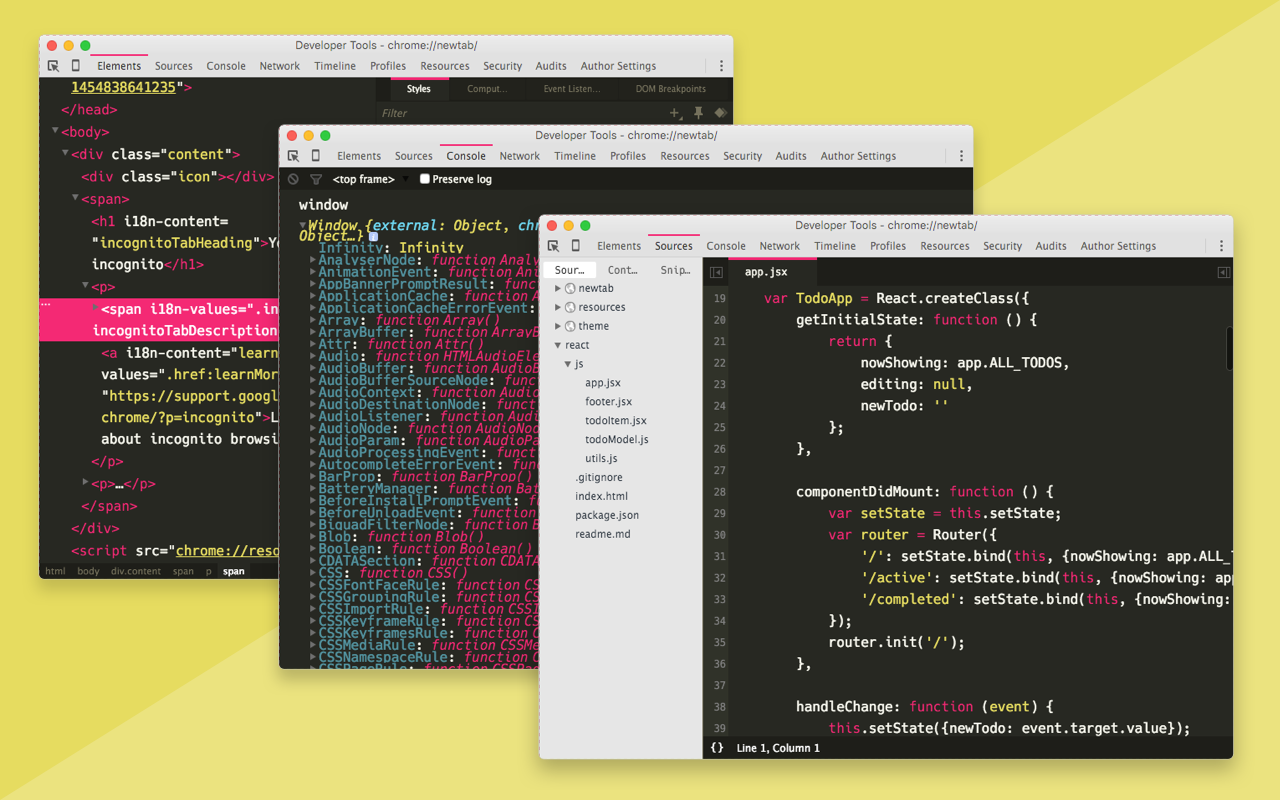 Developer Tools - chrome://newtab/
Elements Sources Console Network Timeline Profiles Resources Security Audits Author Settings
1454838641235">
</head>
<body>
<div class="content">
<div class="icon"></div>
<span>
<h1 i18n-content=
"incognitoTabHeading">
incognito</h1>
<p>
<span i18n-values=".in
incognitoTabDescription
<a i18n-content="learn
values=".href:learnMor
"https://support.googl
chrome/?p=incognito">L
about incognito browsi
</p>
<p>…</p>
</span>
</div>
<script src="chrome://reso
html body div.content span p span
Styles Comput... Event Listen... DOM Breakpoints
Filter
Developer Tools - chrome://newtab/
Elements Sources Console Network Timeline Profiles Resources Security Audits Author Settings
<top frame> Preserve log
window
Window {external: Object, chr
Object…}
Infinity: Infinity
AnalyserNode: function Analy
AnimationEvent: function Ani
AppBannerPromptResult: funct
ApplicationCache: function A
ApplicationCacheErrorEvent:
Array: function Array()
ArrayBuffer: function ArrayB
Attr: function Attr()
Audio: function HTMLAudioEle
AudioBuffer: function AudioB
AudioBufferSourceNode: func
AudioContext: function Audio
AudioDestinationNode: functi
AudioListener: function Audi
AudioNode: function AudioNod
AudioParam: function AudioPa
AudioProcessingEvent: functi
AutocompleteErrorEvent: func
BarProp: function BarProp()
BatteryManager: function Bat
BeforeInstallPromptEvent: fu
BeforeUnloadEvent: function
BiquadFilterNode: function B
Blob: function Blob()
Boolean: function Boolean()
CDATASection: function CDATA
CSS: function CSS()
CSSFontFaceRule: function CS
CSSGroupingRule: function CS
CSSImportRule: function CSSI
CSSKeyframeRule: function CS
CSSKeyframesRule: function C
CSSMediaRule: function CSSMe
CSSNamespaceRule: function C
CSSPageRule: function CSSPag
Developer Tools - chrome://newtab/
Elements Sources Console Network Timeline Profiles Resources Security Audits Author Settings
Sour... Cont... Snip...
newtab
resources
theme
react
js
app.jsx
footer.jsx
todoItem.jsx
todoModel.js
utils.js
.gitignore
index.html
package.json
readme.md
app.jsx
19 var TodoApp = React.createClass({
20 getInitialState: function () {
21 return {
22 nowShowing: app.ALL_TODOS,
23 editing: null,
24 newTodo: ''
25 };
26 },
27
28 componentDidMount: function () {
29 var setState = this.setState;
30 var router = Router({
31 '/': setState.bind(this, {nowShowing: app.ALL_T
32 '/active': setState.bind(this, {nowShowing: app
33 '/completed': setState.bind(this, {nowShowing:
34 });
35 router.init('/');
36 },
37
38 handleChange: function (event) {
39 this.setState({newTodo: event.target.value});
{} Line 1, Column 1